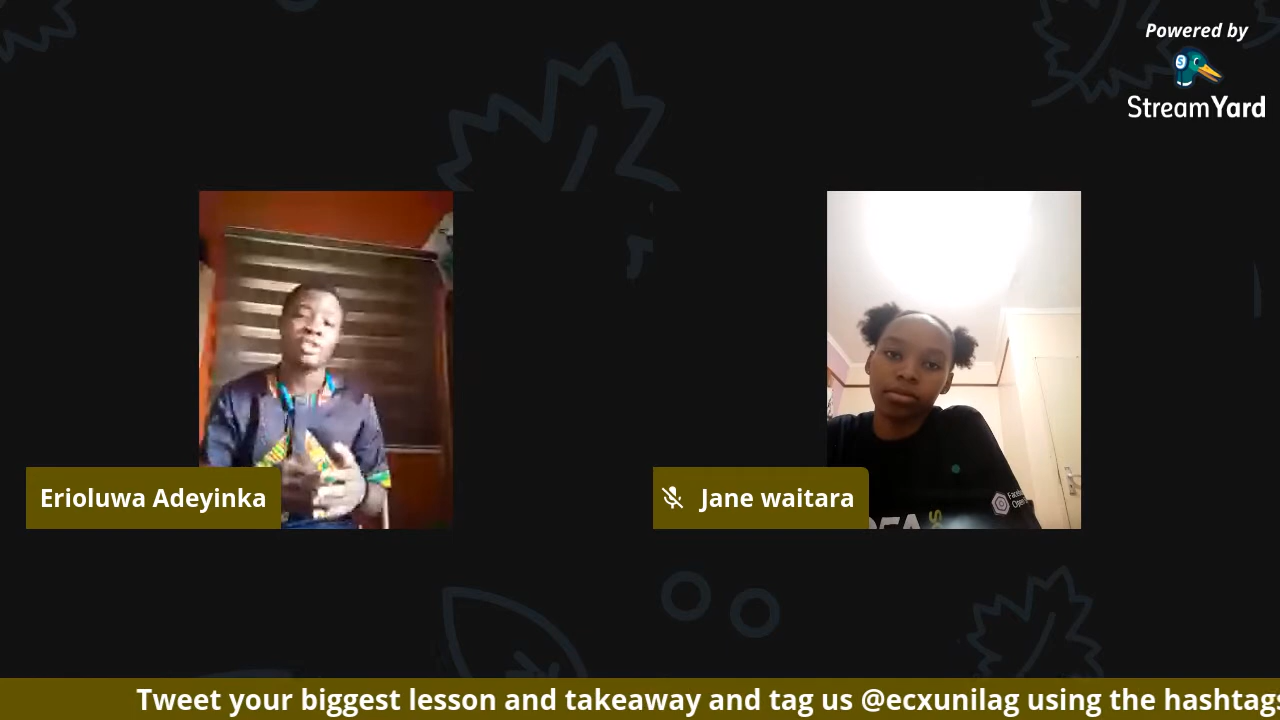 Powered by
StreamYard
Erioluwa Adeyinka
Jane waitara
Tweet your biggest lesson and takeaway and tag us @ecxunilag using the hashtags